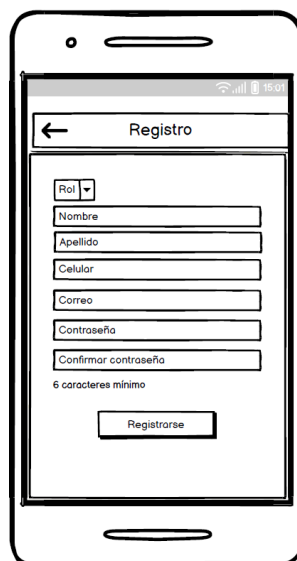 15:01
Registro
Rol
Nombre
Apellido
Celular
Correo
Contraseña
Confirmar contraseña
6 caracteres mínimo
Registrarse